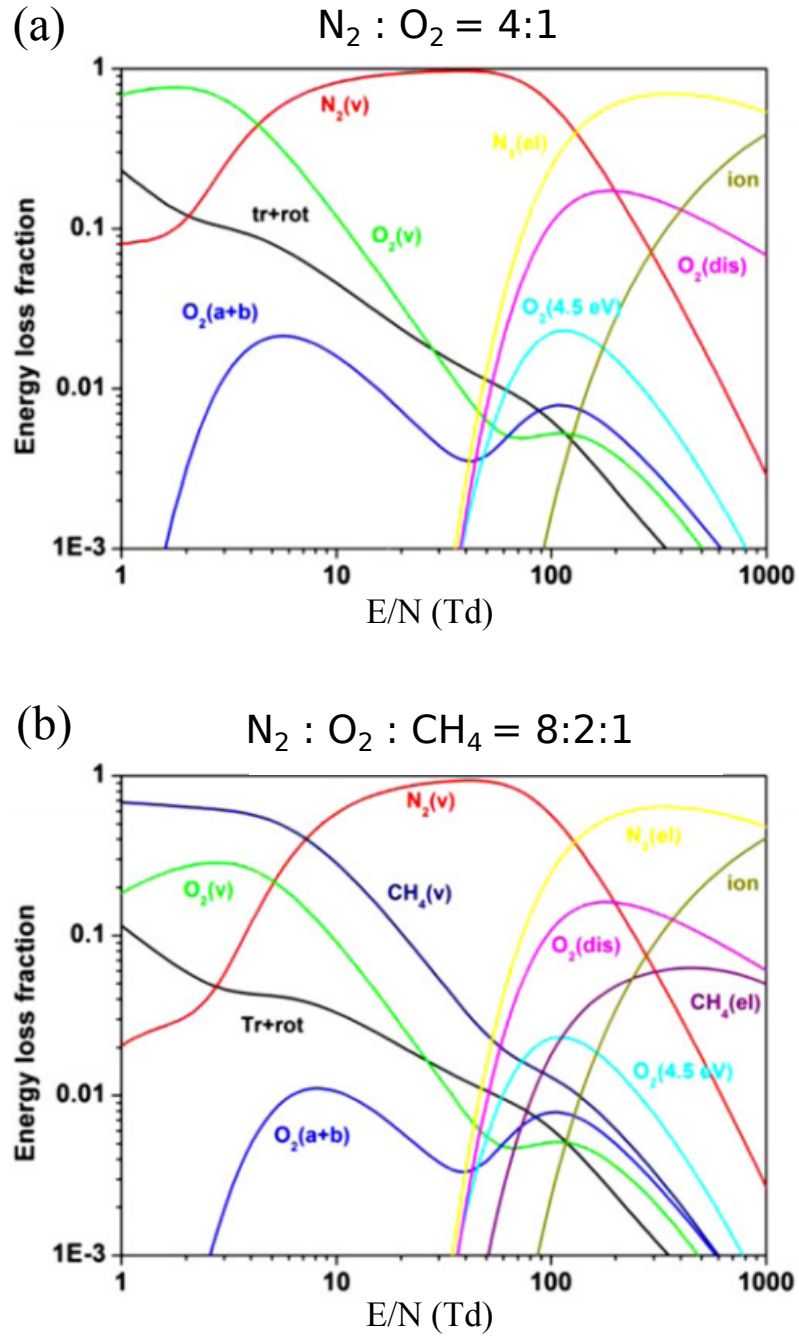 (a)
N₂ : O₂ = 4:1
Energy loss fraction
1
0.1
0.01
1E-3
N₂(v)
N₂(el)
ion
tr+rot
O₂(v)
O₂(dis)
O₂(a+b)
O₂(4.5 eV)
1
10
100
1000
E/N (Td)
(b)
N₂ : O₂ : CH₄ = 8:2:1
Energy loss fraction
1
0.1
0.01
1E-3
N₂(v)
N₂(el)
O₂(v)
CH₄(v)
ion
O₂(dis)
CH₄(el)
Tr+rot
O₂(4.5 eV)
O₂(a+b)
1
10
100
1000
E/N (Td)